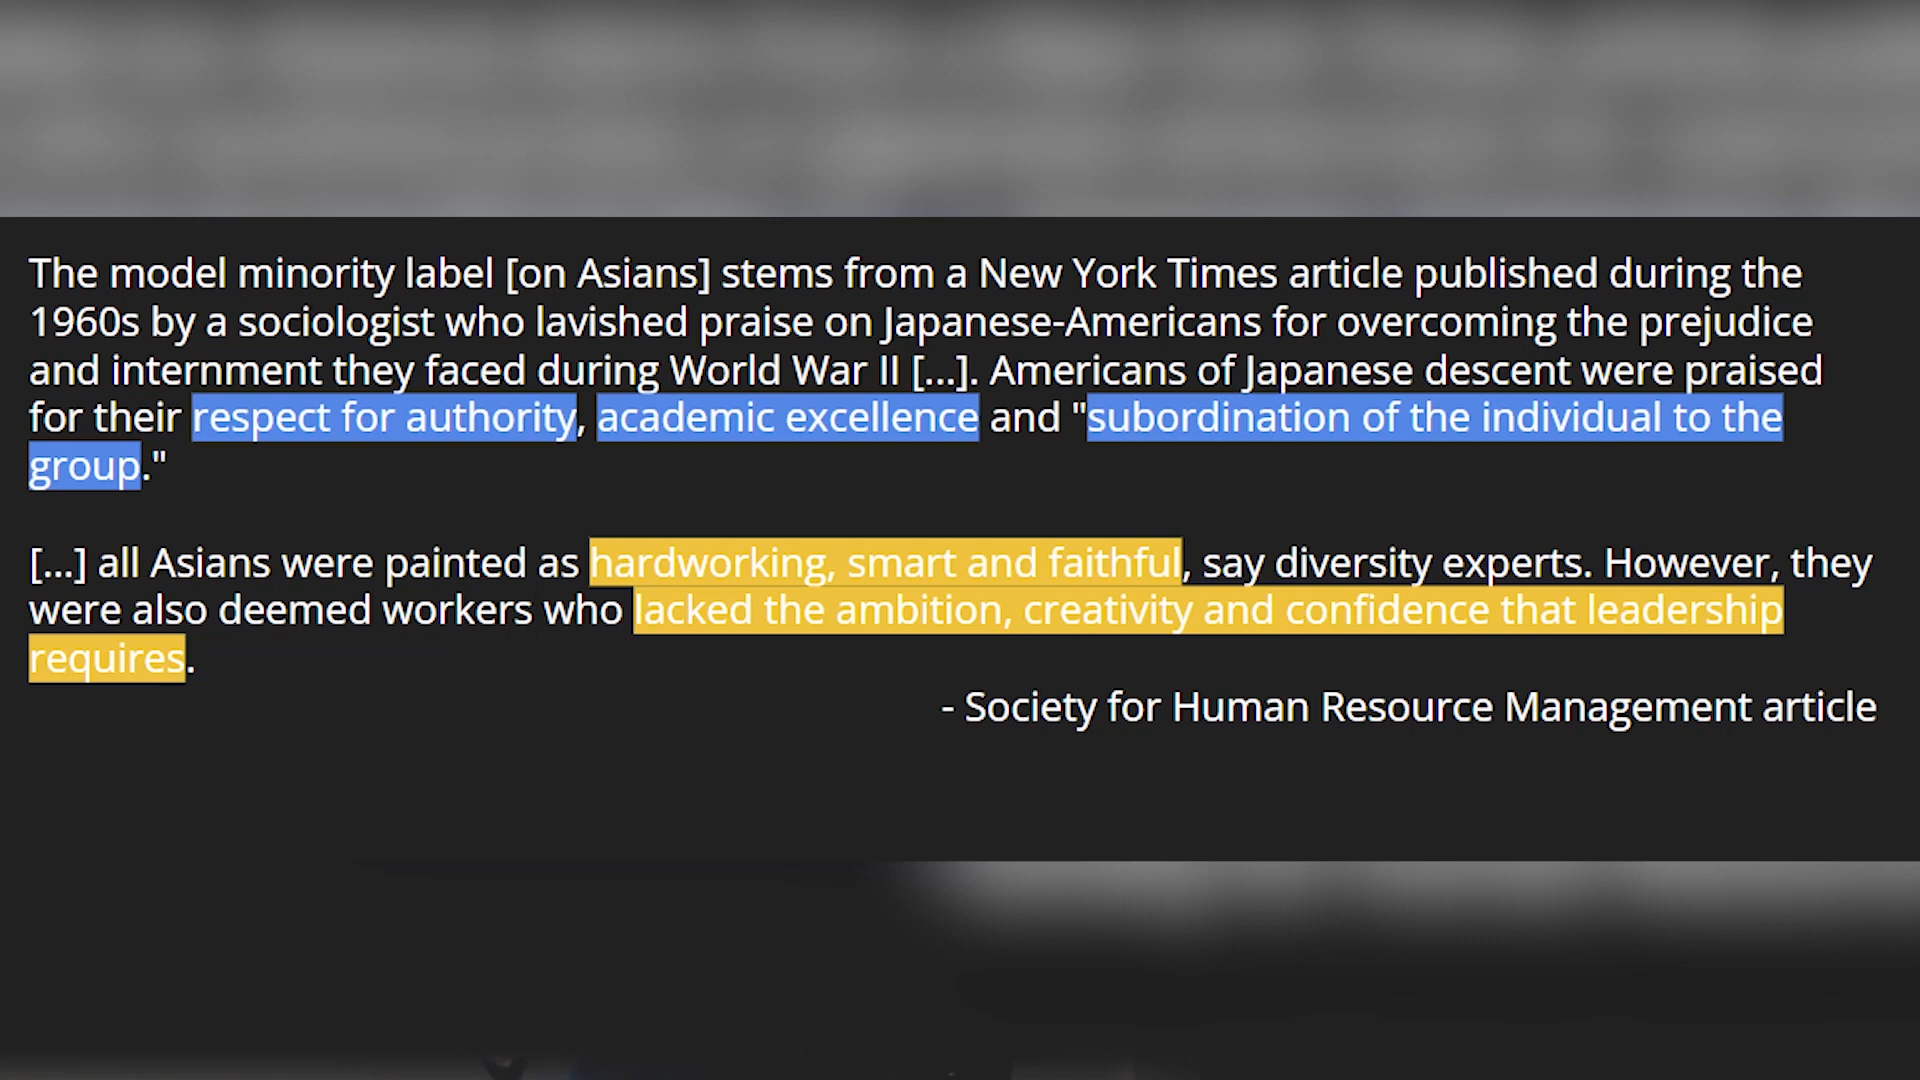 The model minority label [on Asians] stems from a New York Times article published during the
1960s by a sociologist who lavished praise on Japanese-Americans for overcoming the prejudice
and internment they faced during World War II [...]. Americans of Japanese descent were praised
for their respect for authority, academic excellence and "subordination of the individual to the
group."
[...] all Asians were painted as hardworking, smart and faithful, say diversity experts. However, they
were also deemed workers who lacked the ambition, creativity and confidence that leadership
requires.
- Society for Human Resource Management article